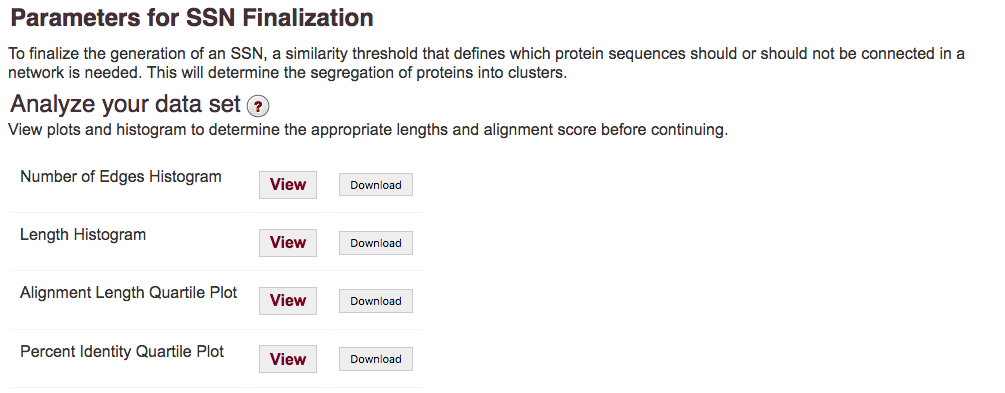 Parameters for SSN Finalization
To finalize the generation of an SSN, a similarity threshold that defines which protein sequences should or should not be connected in a
network is needed. This will determine the segregation of proteins into clusters.
Analyze your data set ?
View plots and histogram to determine the appropriate lengths and alignment score before continuing.
Number of Edges Histogram View Download
Length Histogram View Download
Alignment Length Quartile Plot View Download
Percent Identity Quartile Plot View Download